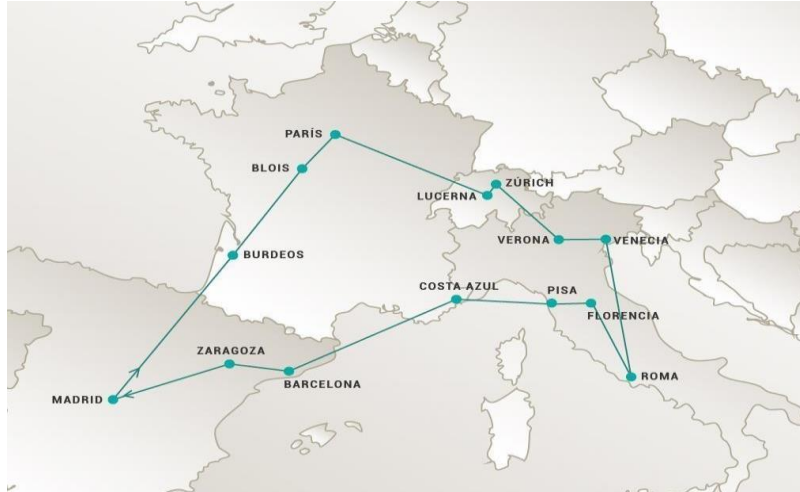 PARÍS
BLOIS
ZÚRICH
LUCERNA
VERONA
VENECIA
BURDEOS
COSTA AZUL
PISA
FLORENCIA
ZARAGOZA
BARCELONA
ROMA
MADRID